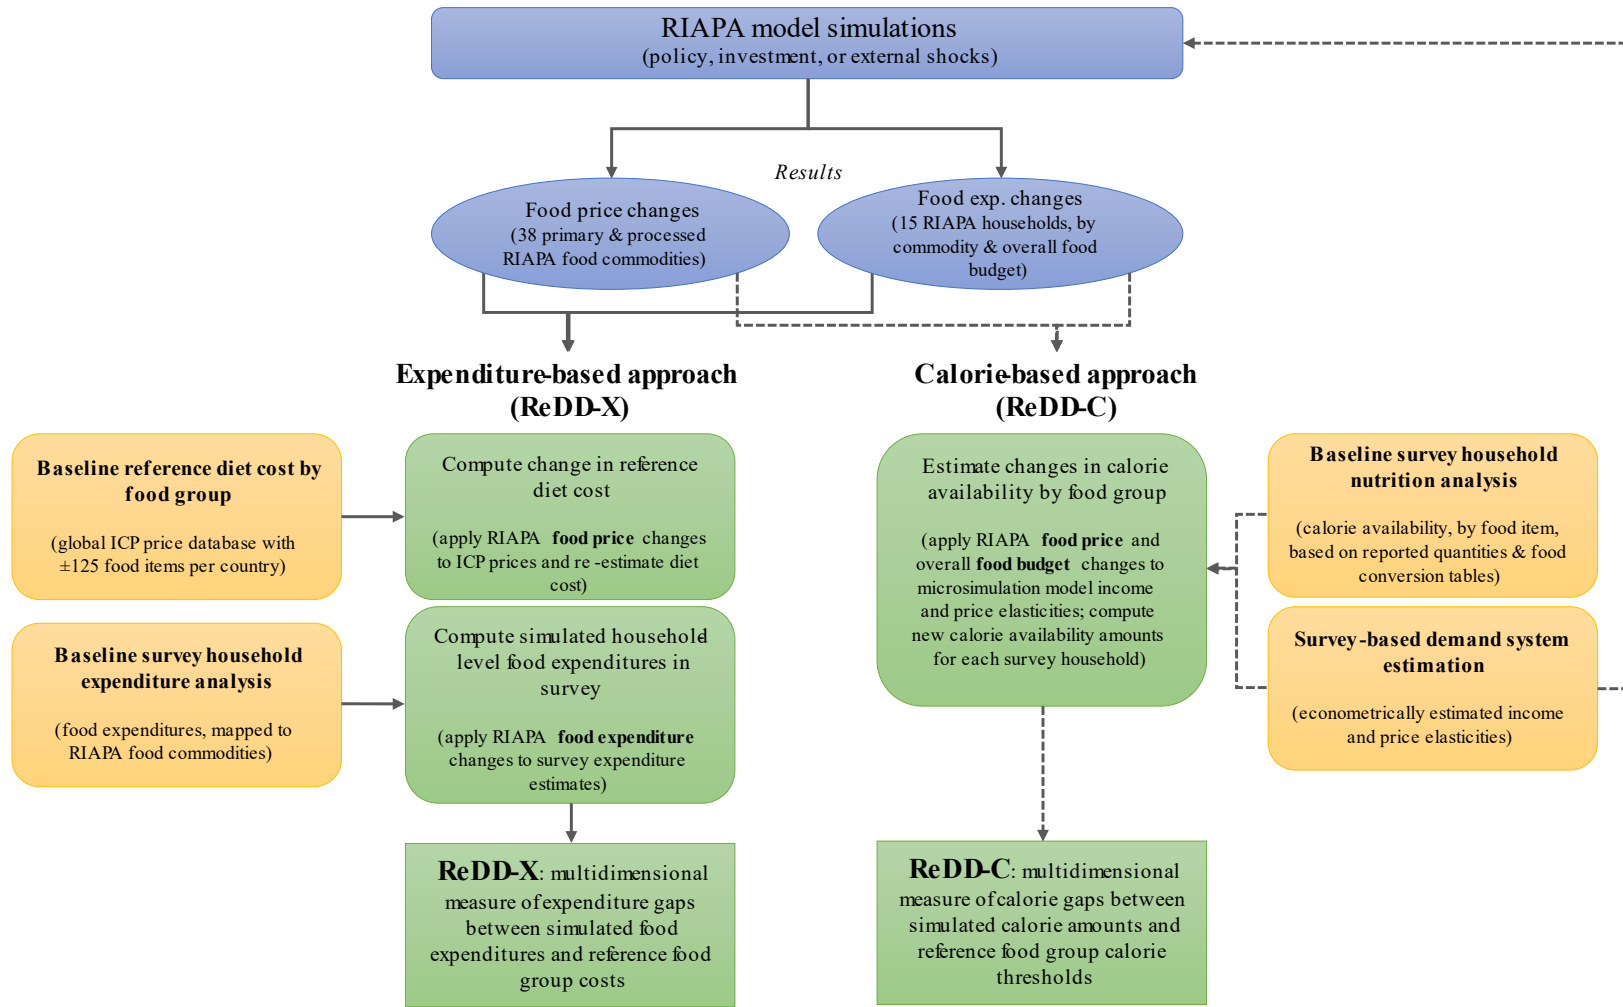 RIAPA model simulations
(policy, investment, or external shocks)
Results
Food price changes
(38 primary & processed
RIAPA food commodities)
Food exp. changes
(15 RIAPA households, by
commodity & overall food
budget)
Expenditure-based approach
(ReDD-X)
Calorie-based approach
(ReDD-C)
Baseline reference diet cost by
food group
(global ICP price database with
±125 food items per country)
Compute change in reference
diet cost
(apply RIAPA food price changes
to ICP prices and re-estimate diet
cost)
Baseline survey household
expenditure analysis
(food expenditures, mapped to
RIAPA food commodities)
Compute simulated household-
level food expenditures in
survey
(apply RIAPA food expenditure
changes to survey expenditure
estimates)
ReDD-X: multidimensional
measure of expenditure gaps
between simulated food
expenditures and reference food
group costs
Estimate changes in calorie
availability by food group
(apply RIAPA food price and
overall food budget changes to
microsimulation model income
and price elasticities; compute
new calorie availability amounts
for each survey household)
Baseline survey household
nutrition analysis
(calorie availability, by food item,
based on reported quantities & food
conversion tables)
Survey-based demand system
estimation
(econometrically estimated income
and price elasticities)
ReDD-C: multidimensional
measure of calorie gaps between
simulated calorie amounts and
reference food group calorie
thresholds